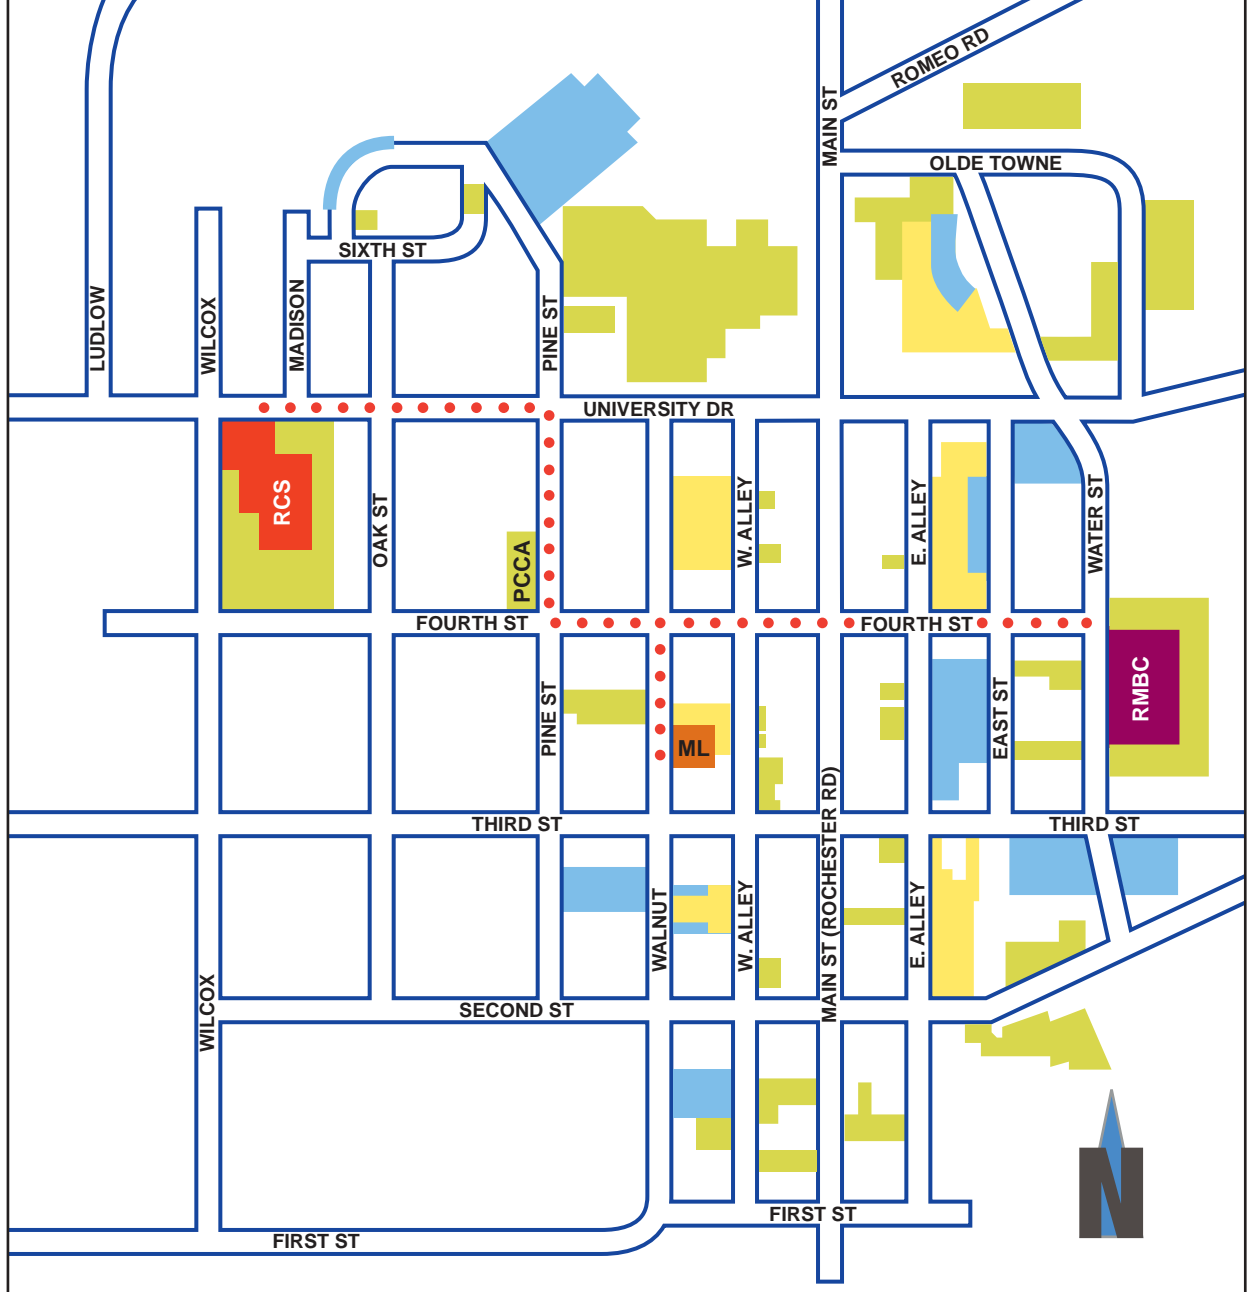 ROMEO RD
MAIN ST
OLDE TOWNE
SIXTH ST
LUDLOW
WILCOX
MADISON
PINE ST
UNIVERSITY DR
RCS
OAK ST
PCCA
W. ALLEY
E. ALLEY
WATER ST
FOURTH ST
FOURTH ST
PINE ST
ML
EAST ST
RMBC
THIRD ST
THIRD ST
MAIN ST (ROCHESTER RD)
WALNUT
W. ALLEY
E. ALLEY
WILCOX
SECOND ST
N
FIRST ST
FIRST ST